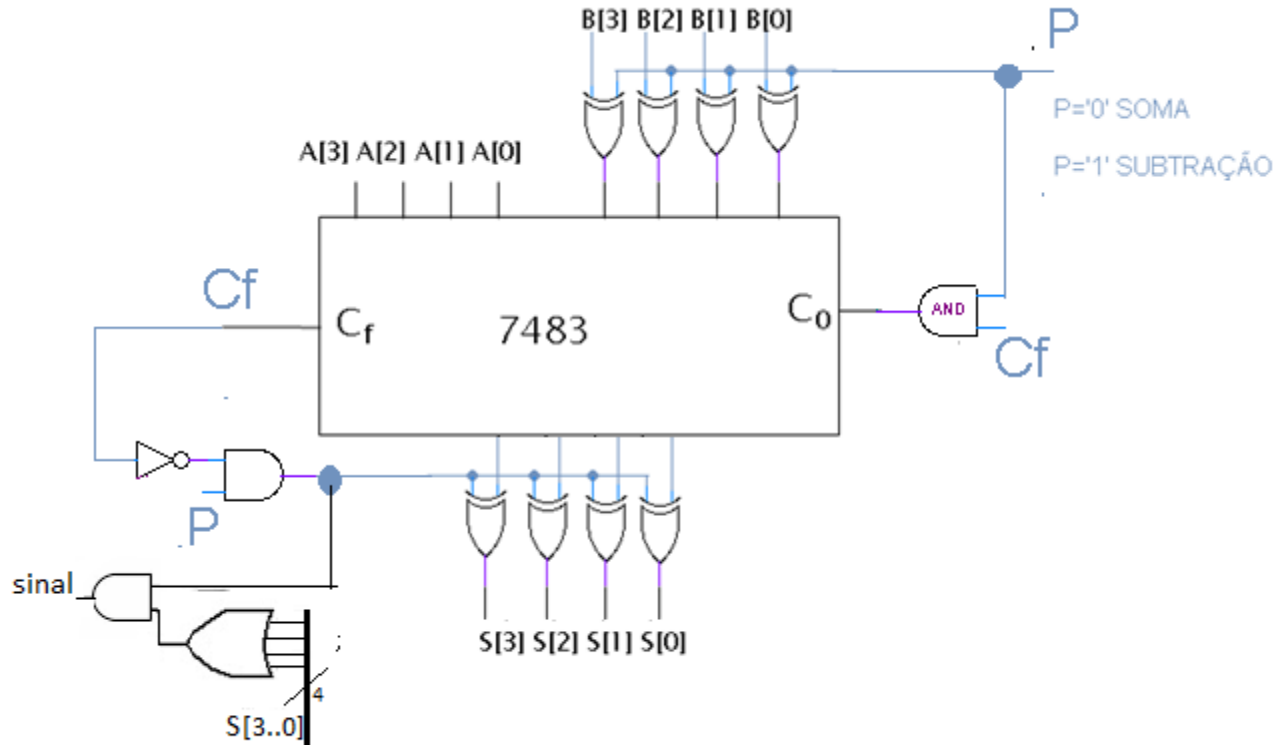 B[3] B[2] B[1] B[0]
P
P='0' SOMA
P='1' SUBTRAÇÃO
A[3] A[2] A[1] A[0]
Cf
Cf
7483
C0
AND
Cf
P
sinal
S[3] S[2] S[1] S[0]
4
S[3..0]